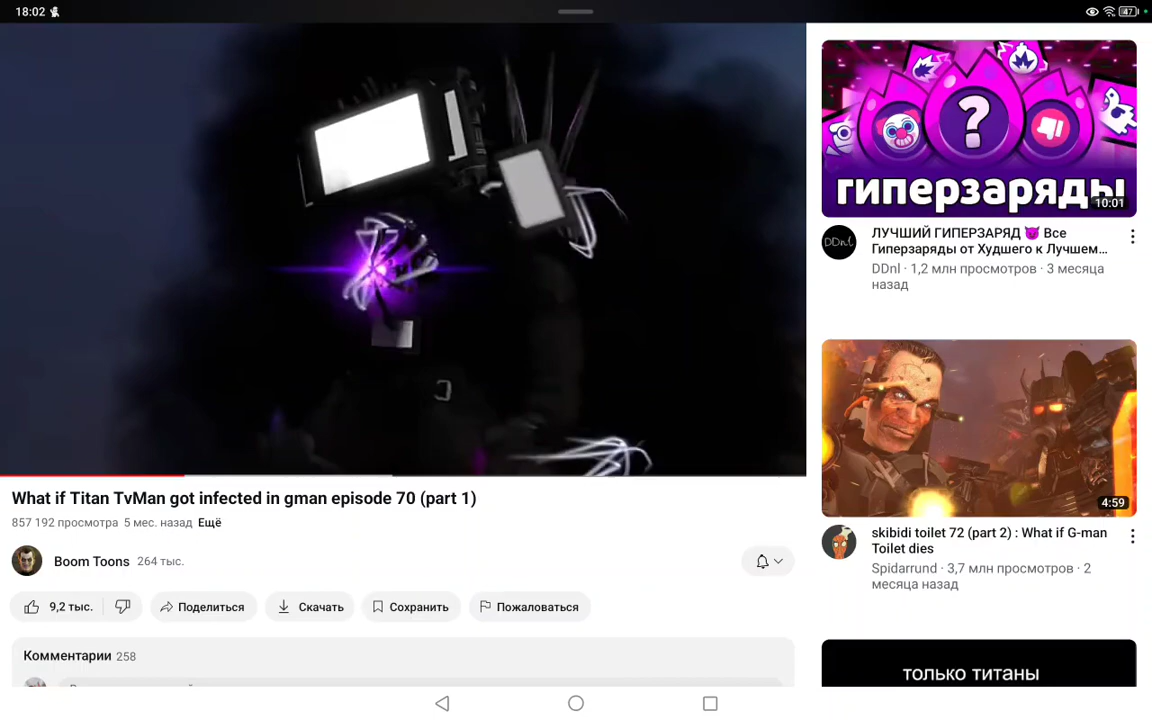 18:02
47
гиперзаряды
10:01
ЛУЧШИЙ ГИПЕРЗАРЯД 😈 Все
Гиперзаряды от Худшего к Лучшем...
DDnl
DDnl · 1,2 млн просмотров · 3 месяца
назад
4:59
skibidi toilet 72 (part 2) : What if G-man
Toilet dies
Spidarrund · 3,7 млн просмотров · 2
месяца назад
только титаны
What if Titan TvMan got infected in gman episode 70 (part 1)
857 192 просмотра 5 мес. назад Ещё
Boom Toons 264 тыс.
9,2 тыс.
Поделиться
Скачать
Сохранить
Пожаловаться
Комментарии 258